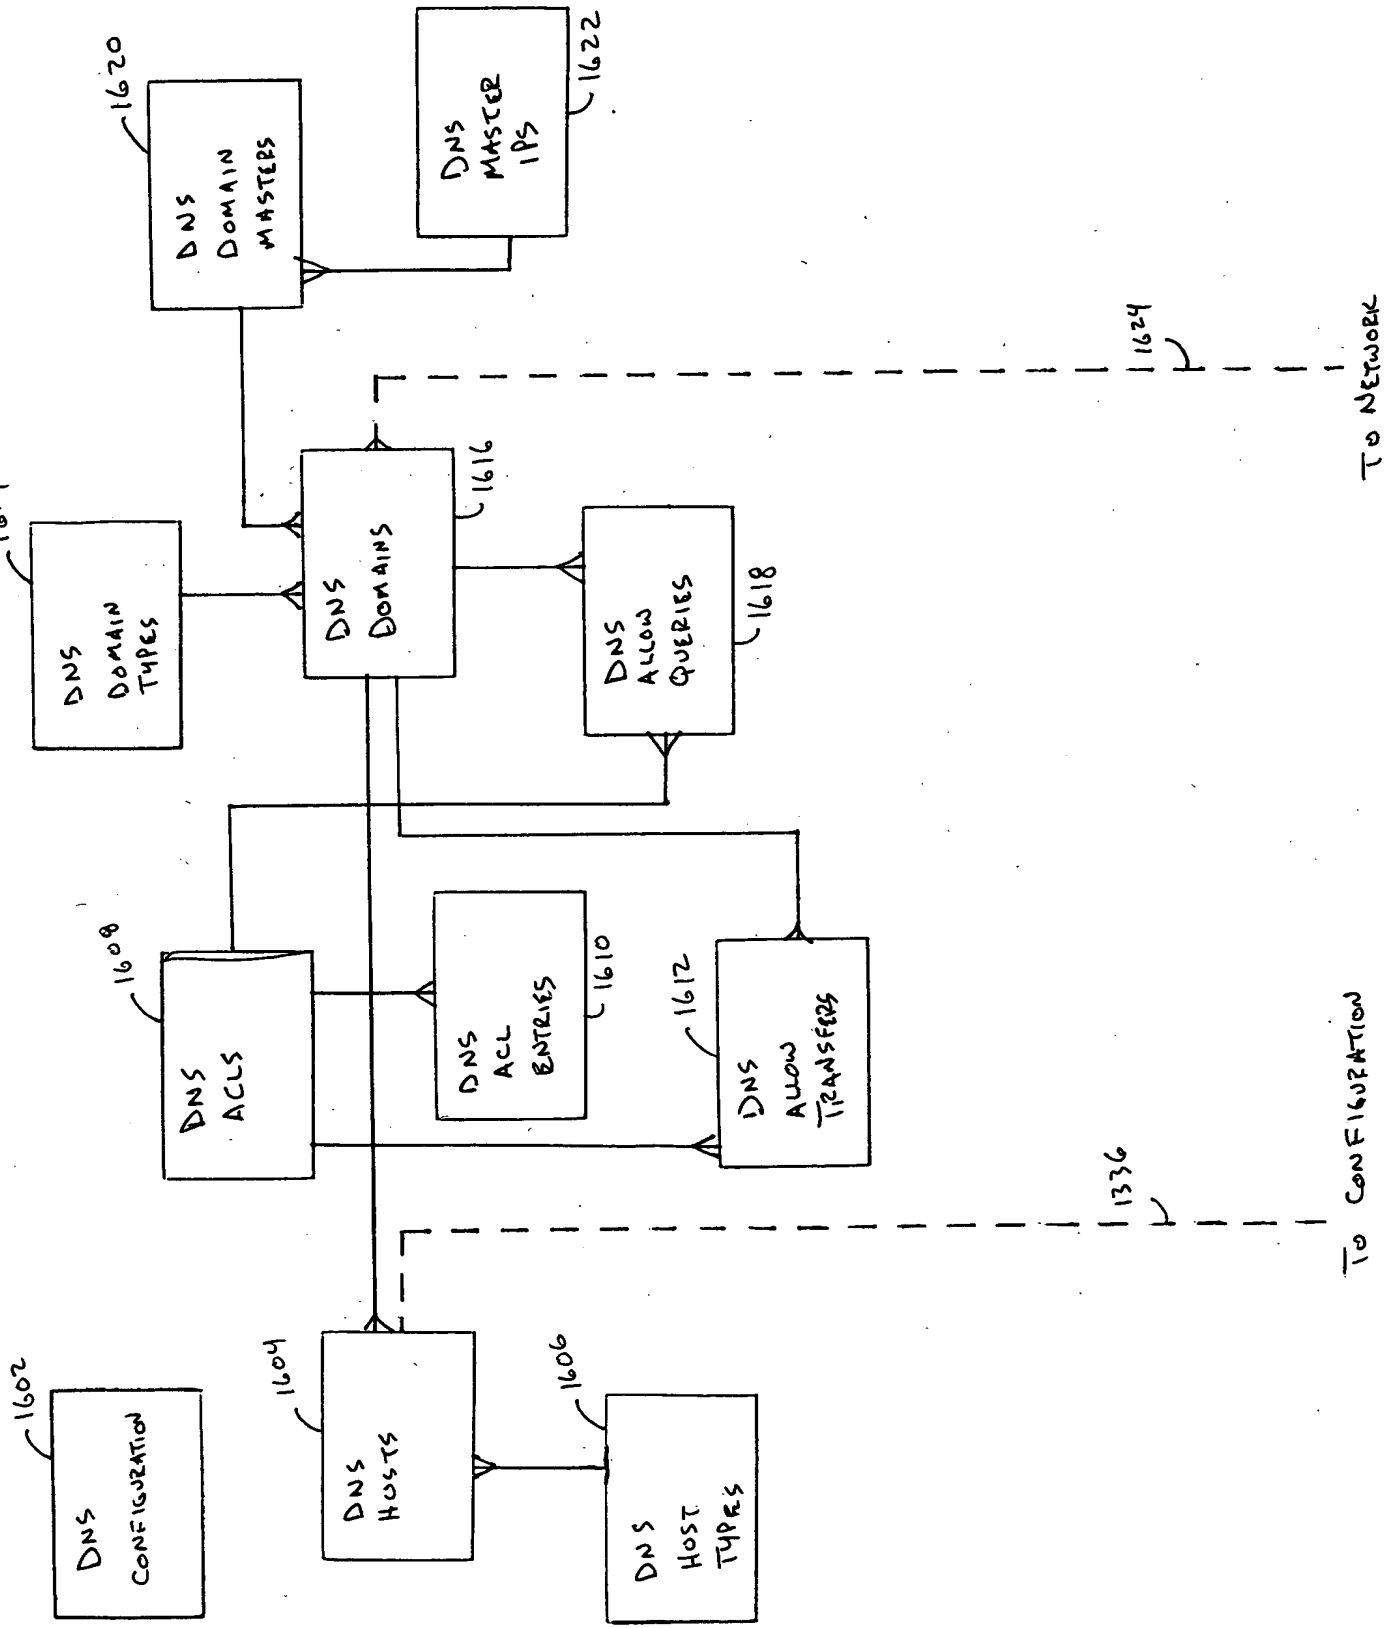 1602
DNS
CONFIGURATION
1604
DNS
HOSTS
1606
DNS
HOST
TYPES
1608
DNS
ACLS
DNS
ACL
ENTRIES
1610
1612
DNS
ALLOW
TRANSFERS
DNS
DOMAIN
TYPES
DNS
DOMAINS
1616
DNS
ALLOW
QUERIES
1618
1620
DNS
DOMAIN
MASTERS
DNS
MASTER
IPS
1622
1336
TO CONFIGURATION
1624
TO NETWORK